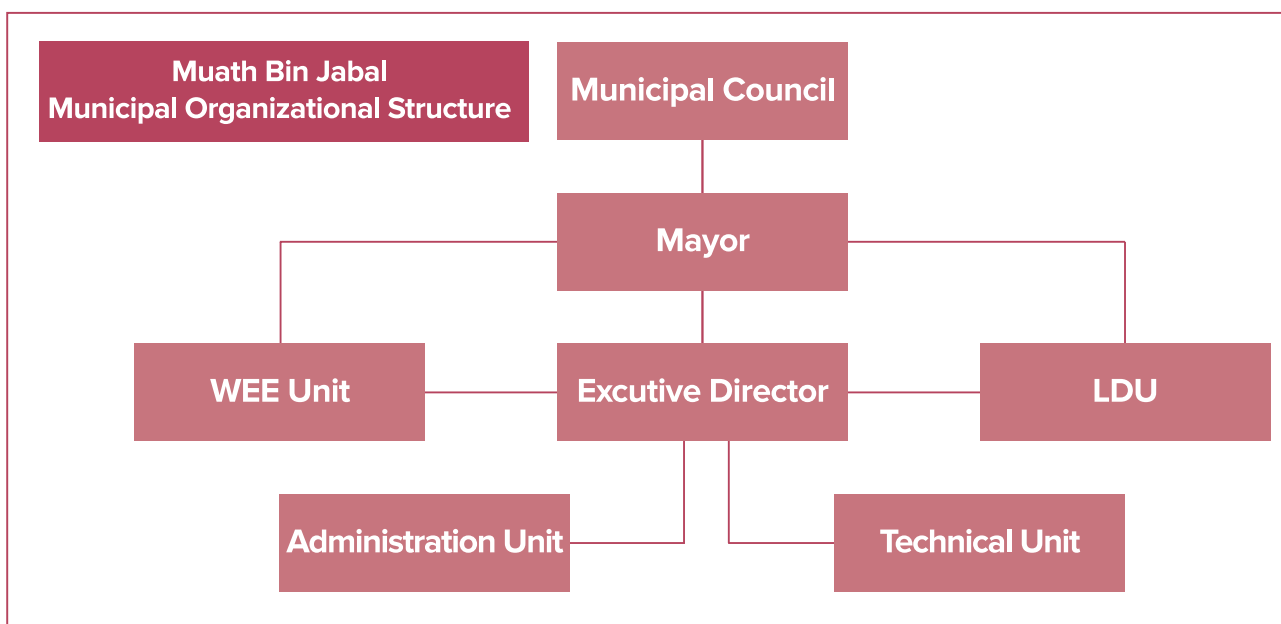 Muath Bin Jabal
Municipal Organizational Structure
Municipal Council
Mayor
WEE Unit
Excutive Director
LDU
Administration Unit
Technical Unit